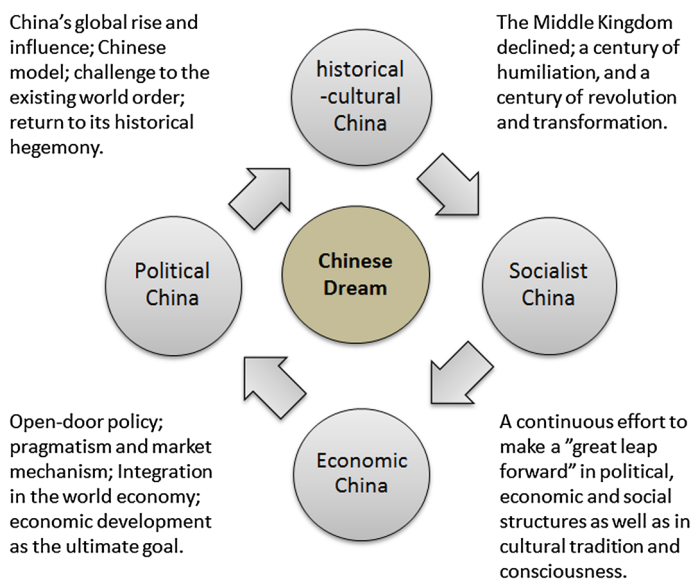 China's global rise and
influence; Chinese
model; challenge to the
existing world order;
return to its historical
hegemony.
historical
-cultural
China
The Middle Kingdom
declined; a century of
humiliation, and a
century of revolution
and transformation.
Political
China
Chinese
Dream
Socialist
China
Open-door policy;
pragmatism and market
mechanism; Integration
in the world economy;
economic development
as the ultimate goal.
Economic
China
A continuous effort to
make a ”great leap
forward” in political,
economic and social
structures as well as in
cultural tradition and
consciousness.